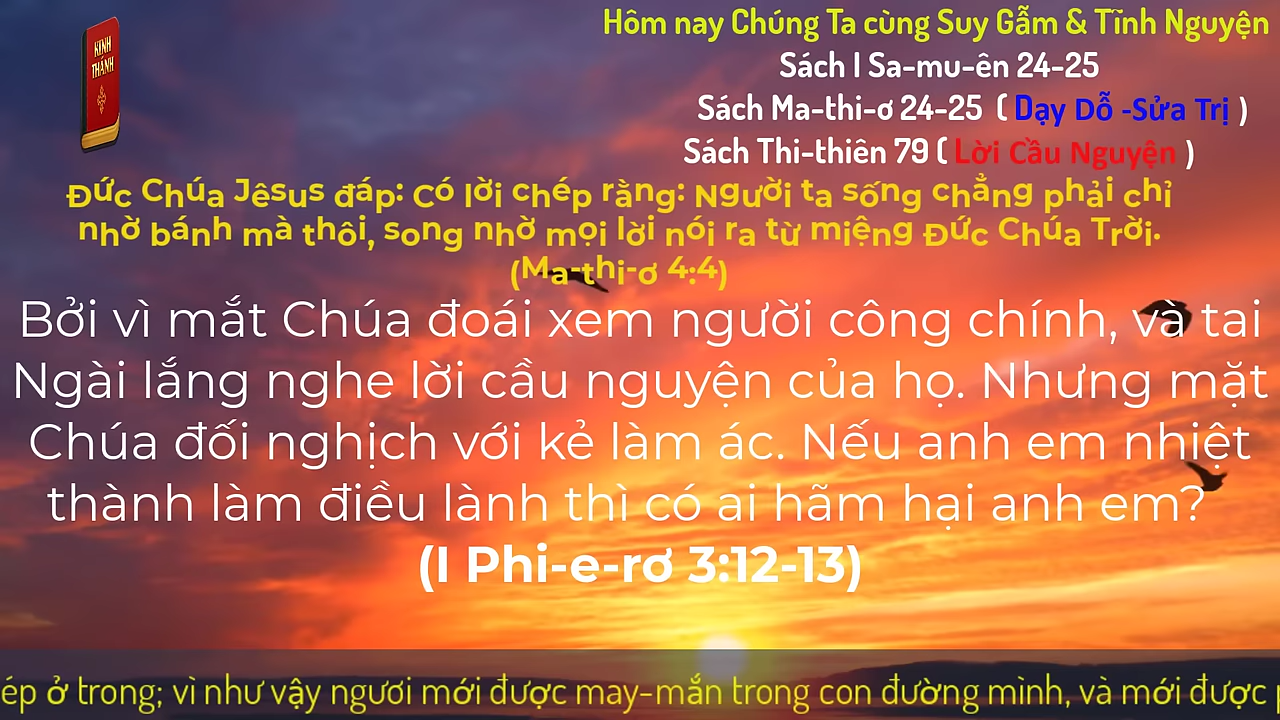 KINH
THÁNH
Hôm nay Chúng Ta cùng Suy Gẫm & Tĩnh Nguyện
Sách I Sa-mu-ên 24-25
Sách Ma-thi-ơ 24-25 ( Dạy Dỗ -Sửa Trị )
Sách Thi-thiên 79 ( Lời Cầu Nguyện )
Đức Chúa Jêsus đáp: Có lời chép rằng: Người ta sống chẳng phải chỉ
nhờ bánh mà thôi, song nhờ mọi lời nói ra từ miệng Đức Chúa Trời.
(Ma-thi-ơ 4:4)
Bởi vì mắt Chúa đoái xem người công chính, và tai
Ngài lắng nghe lời cầu nguyện của họ. Nhưng mặt
Chúa đối nghịch với kẻ làm ác. Nếu anh em nhiệt
thành làm điều lành thì có ai hãm hại anh em?
(I Phi-e-rơ 3:12-13)
ép ở trong; vì như vậy ngươi mới được may-mắn trong con đường mình, và mới được